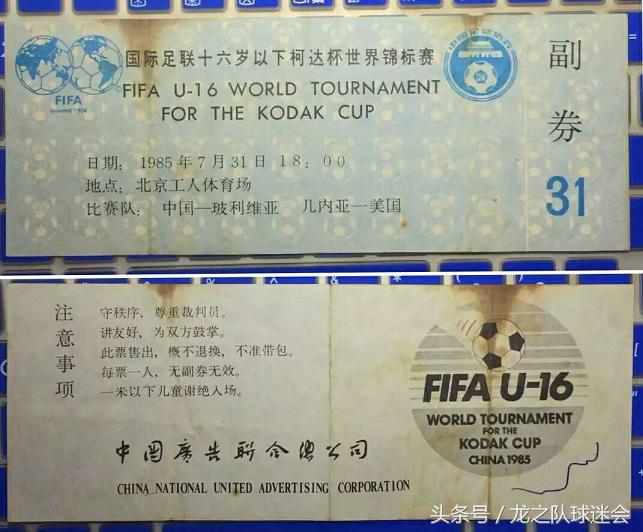 国际足联十六岁以下柯达杯世界锦标赛
FIFA U-16 WORLD TOURNAMENT
FOR THE KODAK CUP
FIFA
founded 1904
日期: 1985年7月31日 18:00
地点: 北京工人体育场
比赛队: 中国—玻利维亚 几内亚—美国
副券
31
注意事项
守秩序, 尊重裁判员。
讲友好, 为双方鼓掌。
此票售出, 概不退换, 不准带包。
每票一人, 无副券无效。
一米以下儿童谢绝入场。
中国廣告联合總公司
CHINA NATIONAL UNITED ADVERTISING CORPORATION
FIFA U-16
WORLD TOURNAMENT
FOR THE
KODAK CUP
CHINA 1985
头条号 / 龙之队球迷会